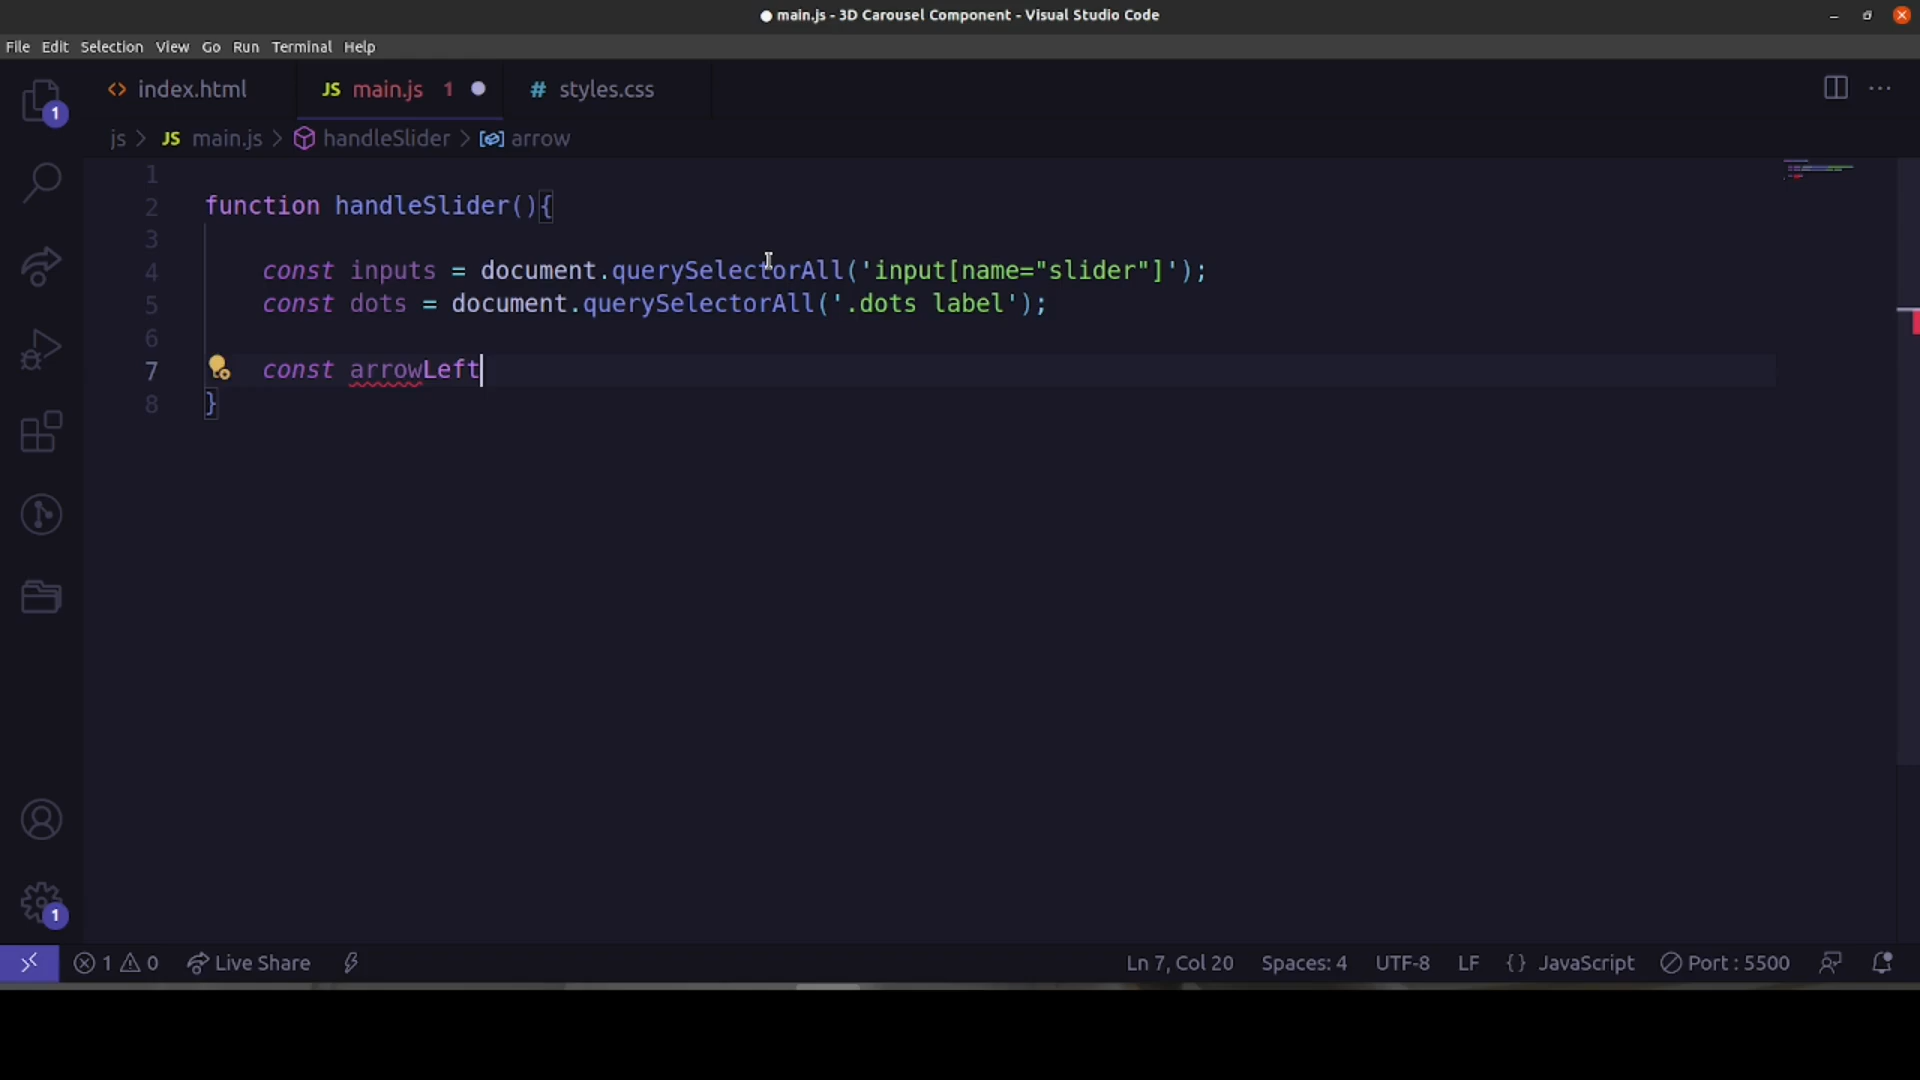 main.js - 3D Carousel Component - Visual Studio Code
File Edit Selection View Go Run Terminal Help
1 <> index.html JS main.js 1 # styles.css ...
js > JS main.js > handleSlider > arrow
1
2 function handleSlider(){
3
4 const inputs = document.querySelectorAll('input[name="slider"]');
5 const dots = document.querySelectorAll('.dots label');
6
7 const arrowLeft
8 }
1
1 0 Live Share Ln 7, Col 20 Spaces: 4 UTF-8 LF {} JavaScript Port : 5500